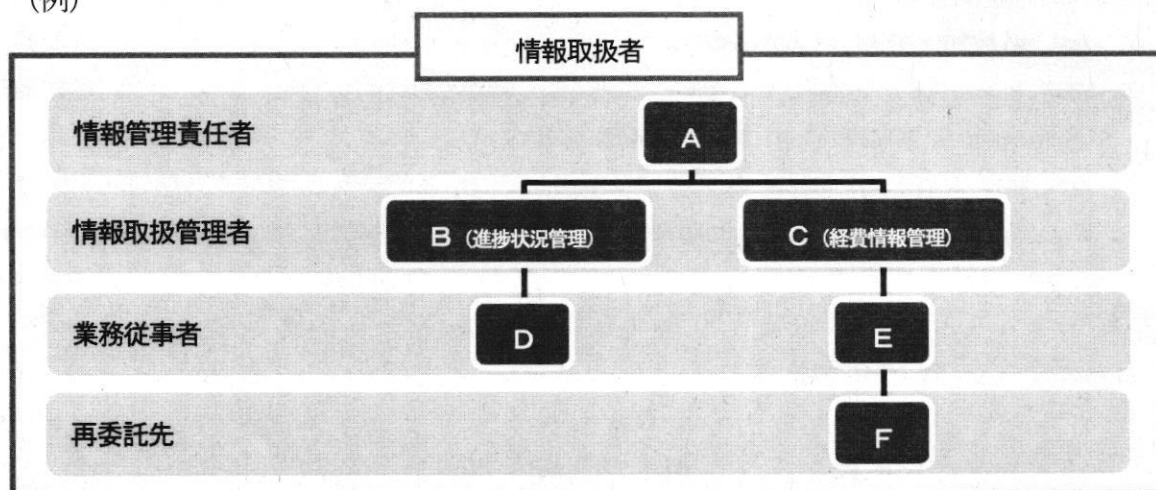 (例)
情報取扱者
情報管理責任者
A
情報取扱管理者
B (進捗状況管理)
C (経費情報管理)
業務従事者
D
E
再委託先
F